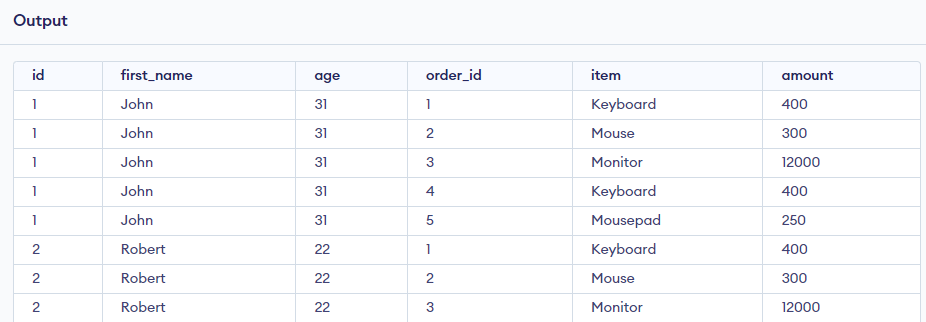 Output
id first_name age order_id item amount
1 John 31 1 Keyboard 400
1 John 31 2 Mouse 300
1 John 31 3 Monitor 12000
1 John 31 4 Keyboard 400
1 John 31 5 Mousepad 250
2 Robert 22 1 Keyboard 400
2 Robert 22 2 Mouse 300
2 Robert 22 3 Monitor 12000